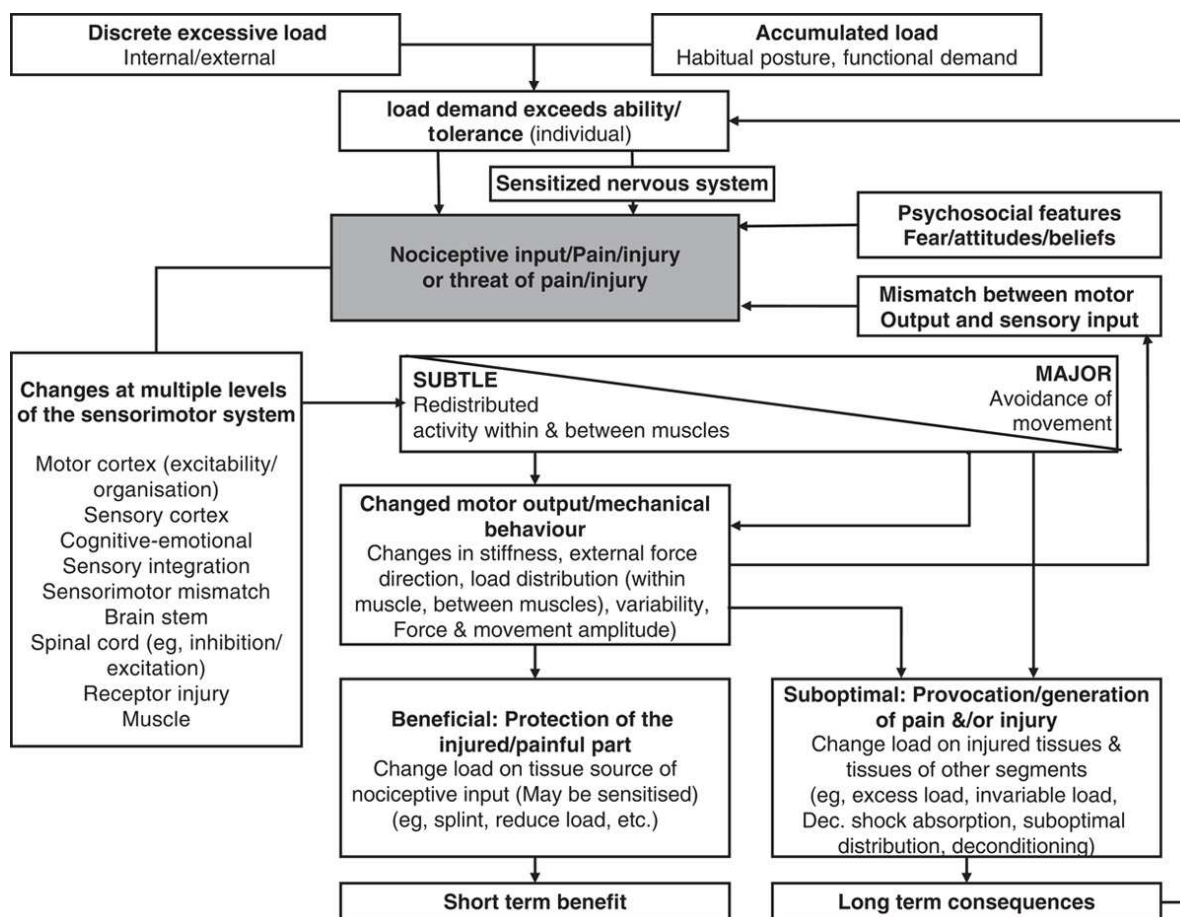 Discrete excessive load
Internal/external
Accumulated load
Habitual posture, functional demand
load demand exceeds ability/
tolerance (individual)
Sensitized nervous system
Psychosocial features
Fear/attitudes/beliefs
Nociceptive input/Pain/injury
or threat of pain/injury
Mismatch between motor
Output and sensory input
Changes at multiple levels
of the sensorimotor system
Motor cortex (excitability/
organisation)
Sensory cortex
Cognitive-emotional
Sensory integration
Sensorimotor mismatch
Brain stem
Spinal cord (eg, inhibition/
excitation)
Receptor injury
Muscle
SUBTLE
Redistributed
activity within & between muscles
MAJOR
Avoidance of
movement
Changed motor output/mechanical
behaviour
Changes in stiffness, external force
direction, load distribution (within
muscle, between muscles), variability,
Force & movement amplitude)
Beneficial: Protection of the
injured/painful part
Change load on tissue source of
nociceptive input (May be sensitised)
(eg, splint, reduce load, etc.)
Suboptimal: Provocation/generation
of pain &/or injury
Change load on injured tissues &
tissues of other segments
(eg, excess load, invariable load,
Dec. shock absorption, suboptimal
distribution, deconditioning)
Short term benefit
Long term consequences